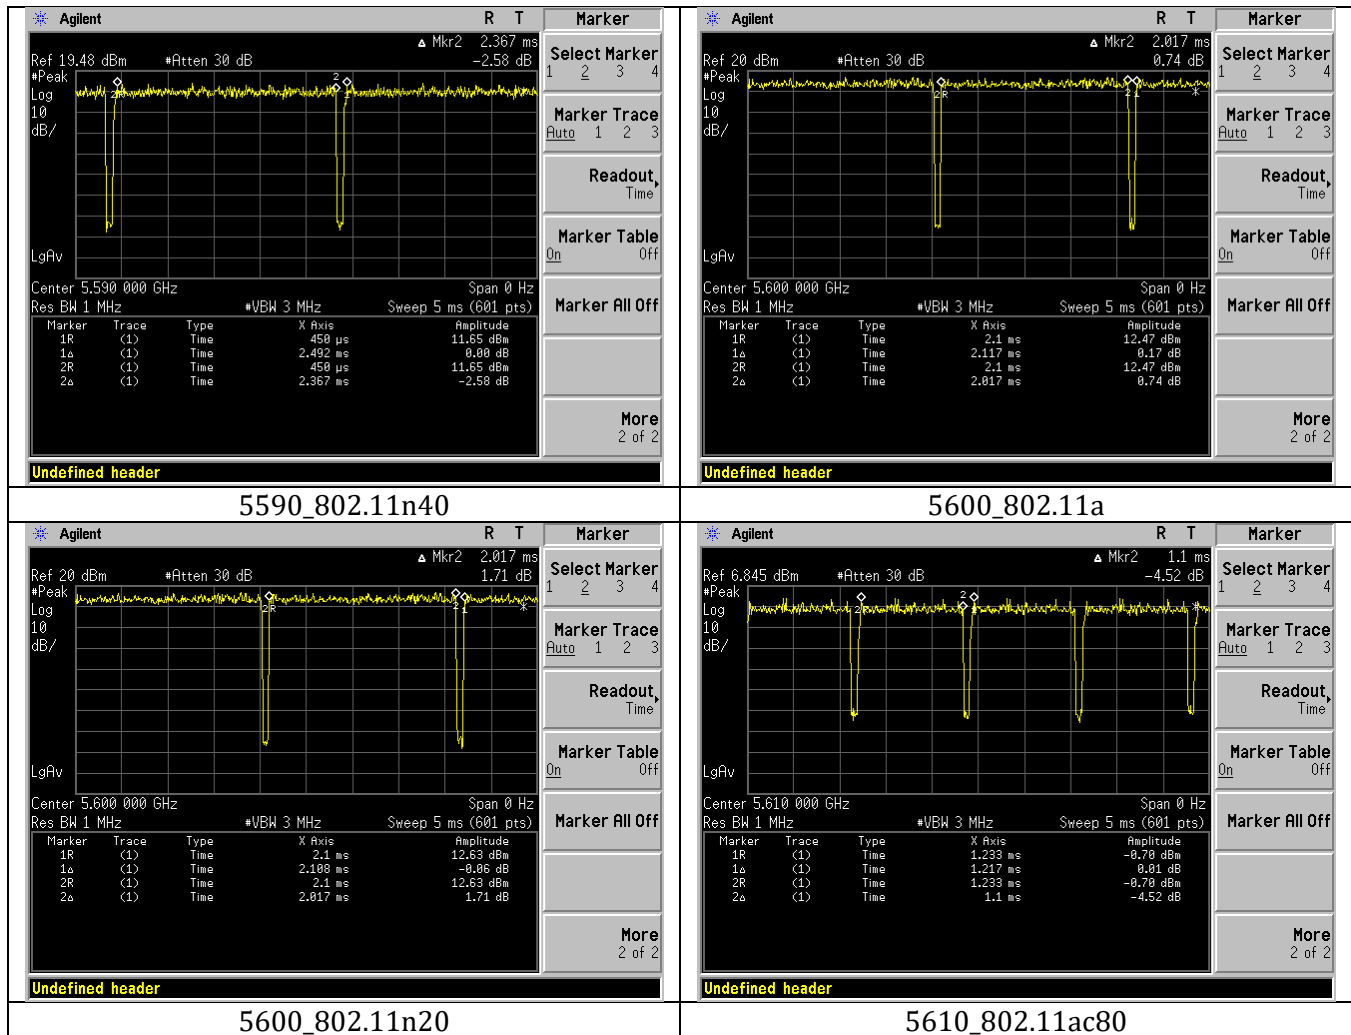 Agilent R T Marker
Δ Mkr2 2.367 ms
Ref 19.48 dBm #Atten 30 dB -2.58 dB
#Peak
Log
10
dB/
LgAv
2R
2
1
Center 5.590 000 GHz Span 0 Hz
Res BW 1 MHz #VBW 3 MHz Sweep 5 ms (601 pts)
Marker Trace Type X Axis Amplitude
1R (1) Time 450 µs 11.65 dBm
1Δ (1) Time 2.492 ms 0.00 dB
2R (1) Time 450 µs 11.65 dBm
2Δ (1) Time 2.367 ms -2.58 dB
Select Marker
1 2 3 4
Marker Trace
Auto 1 2 3
Readout
Time
Marker Table
On Off
Marker All Off
More
2 of 2
Undefined header
5590_802.11n40
Agilent R T Marker
Δ Mkr2 2.017 ms
Ref 20 dBm #Atten 30 dB 0.74 dB
#Peak
Log
10
dB/
LgAv
2R
2 1
Center 5.600 000 GHz Span 0 Hz
Res BW 1 MHz #VBW 3 MHz Sweep 5 ms (601 pts)
Marker Trace Type X Axis Amplitude
1R (1) Time 2.1 ms 12.47 dBm
1Δ (1) Time 2.117 ms 0.17 dB
2R (1) Time 2.1 ms 12.47 dBm
2Δ (1) Time 2.017 ms 0.74 dB
Select Marker
1 2 3 4
Marker Trace
Auto 1 2 3
Readout
Time
Marker Table
On Off
Marker All Off
More
2 of 2
Undefined header
5600_802.11a
Agilent R T Marker
Δ Mkr2 2.017 ms
Ref 20 dBm #Atten 30 dB 1.71 dB
#Peak
Log
10
dB/
LgAv
2R
2 1
Center 5.600 000 GHz Span 0 Hz
Res BW 1 MHz #VBW 3 MHz Sweep 5 ms (601 pts)
Marker Trace Type X Axis Amplitude
1R (1) Time 2.1 ms 12.63 dBm
1Δ (1) Time 2.108 ms -0.06 dB
2R (1) Time 2.1 ms 12.63 dBm
2Δ (1) Time 2.017 ms 1.71 dB
Select Marker
1 2 3 4
Marker Trace
Auto 1 2 3
Readout
Time
Marker Table
On Off
Marker All Off
More
2 of 2
Undefined header
5600_802.11n20
Agilent R T Marker
Δ Mkr2 1.1 ms
Ref 6.845 dBm #Atten 30 dB -4.52 dB
#Peak
Log
10
dB/
LgAv
2R
2
1
Center 5.610 000 GHz Span 0 Hz
Res BW 1 MHz #VBW 3 MHz Sweep 5 ms (601 pts)
Marker Trace Type X Axis Amplitude
1R (1) Time 1.233 ms -0.70 dBm
1Δ (1) Time 1.217 ms 0.01 dB
2R (1) Time 1.233 ms -0.70 dBm
2Δ (1) Time 1.1 ms -4.52 dB
Select Marker
1 2 3 4
Marker Trace
Auto 1 2 3
Readout
Time
Marker Table
On Off
Marker All Off
More
2 of 2
Undefined header
5610_802.11ac80